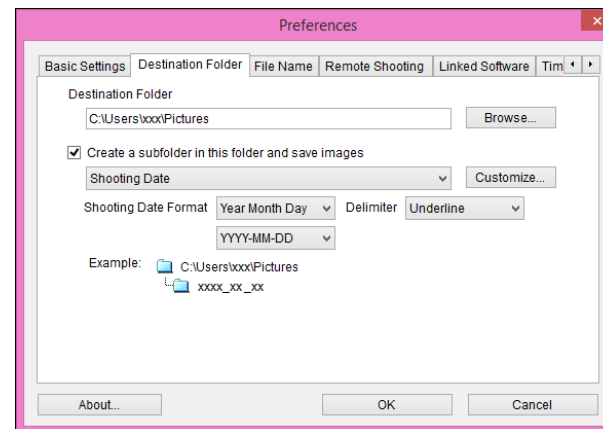 Preferences
Basic Settings Destination Folder File Name Remote Shooting Linked Software Tim
Destination Folder
C:\Users\xxx\Pictures Browse...
Create a subfolder in this folder and save images
Shooting Date Customize...
Shooting Date Format Year Month Day Delimiter Underline
YYYY-MM-DD
Example: C:\Users\xxx\Pictures
xxxx_xx_xx
About... OK Cancel